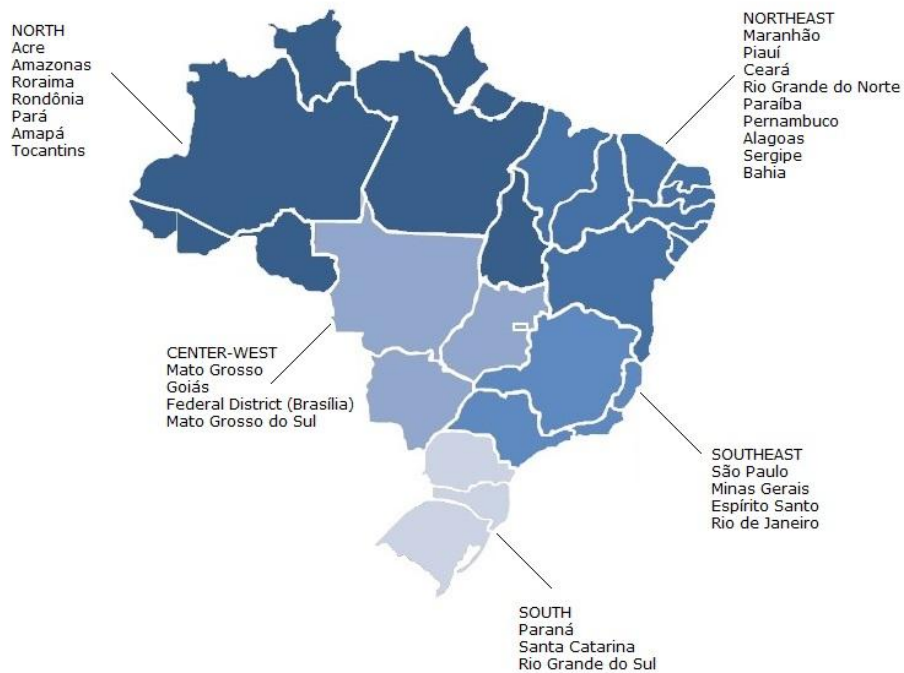 NORTH
Acre
Amazonas
Roraima
Rondônia
Pará
Amapá
Tocantins
NORTHEAST
Maranhão
Piauí
Ceará
Rio Grande do Norte
Paraíba
Pernambuco
Alagoas
Sergipe
Bahia
CENTER-WEST
Mato Grosso
Goiás
Federal District (Brasília)
Mato Grosso do Sul
SOUTHEAST
São Paulo
Minas Gerais
Espírito Santo
Rio de Janeiro
SOUTH
Paraná
Santa Catarina
Rio Grande do Sul